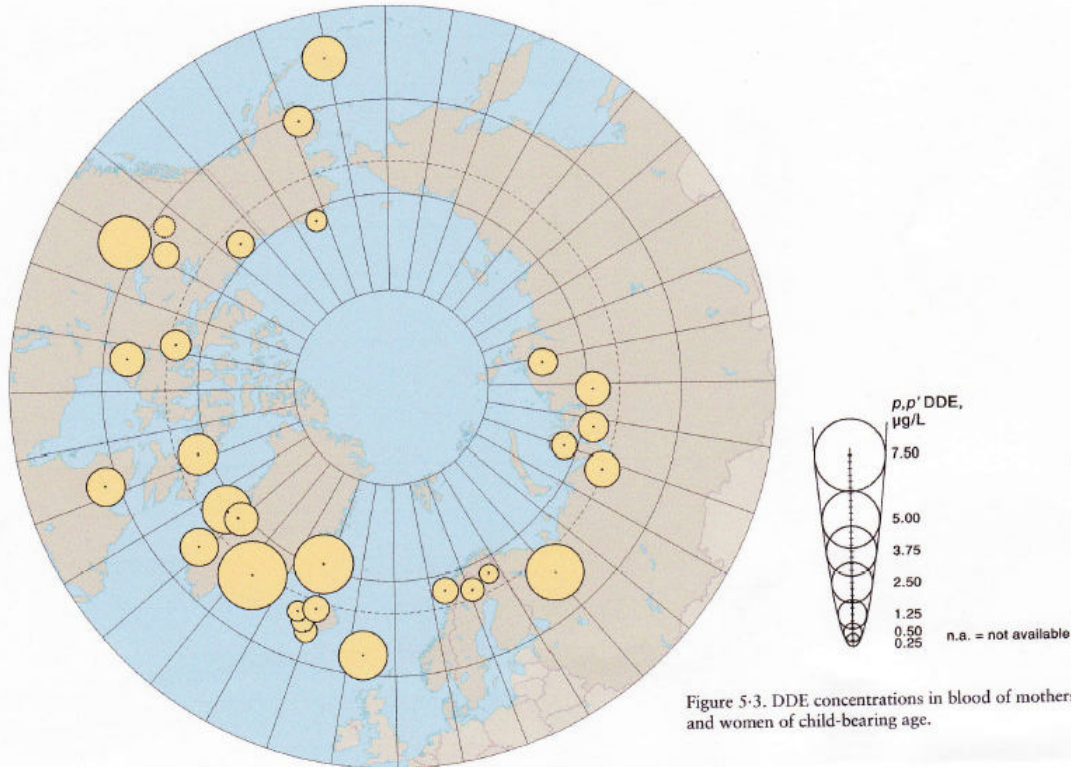 p,p' DDE,
µg/L
7.50
5.00
3.75
2.50
1.25
0.50
0.25
n.a. = not available
Figure 5·3. DDE concentrations in blood of mothers
and women of child-bearing age.